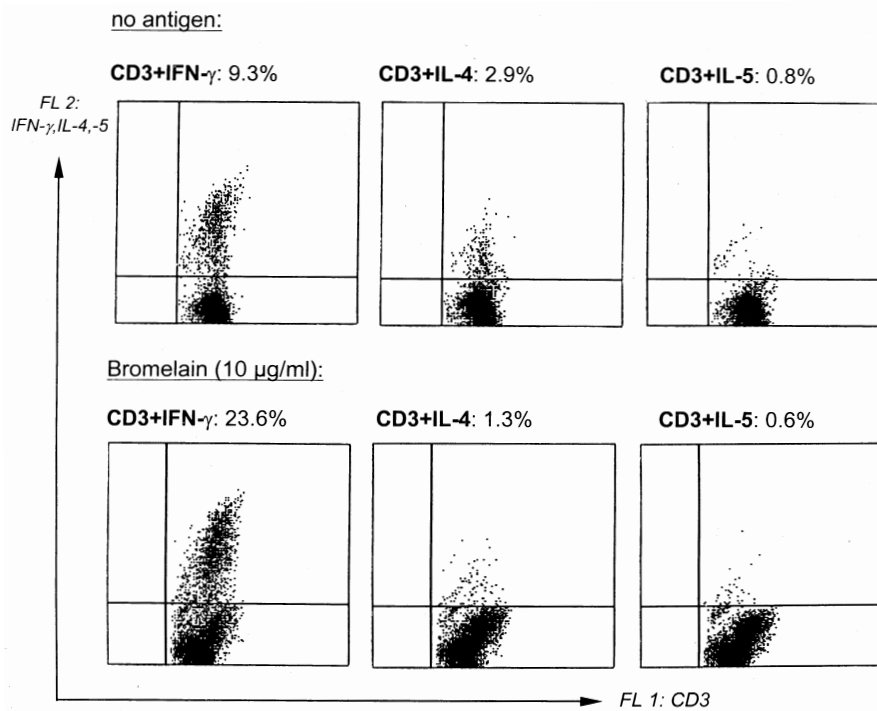 no antigen:
CD3+IFN-γ: 9.3% CD3+IL-4: 2.9% CD3+IL-5: 0.8%
FL 2:
IFN-γ,IL-4,-5
Bromelain (10 µg/ml):
CD3+IFN-γ: 23.6% CD3+IL-4: 1.3% CD3+IL-5: 0.6%
FL 1: CD3